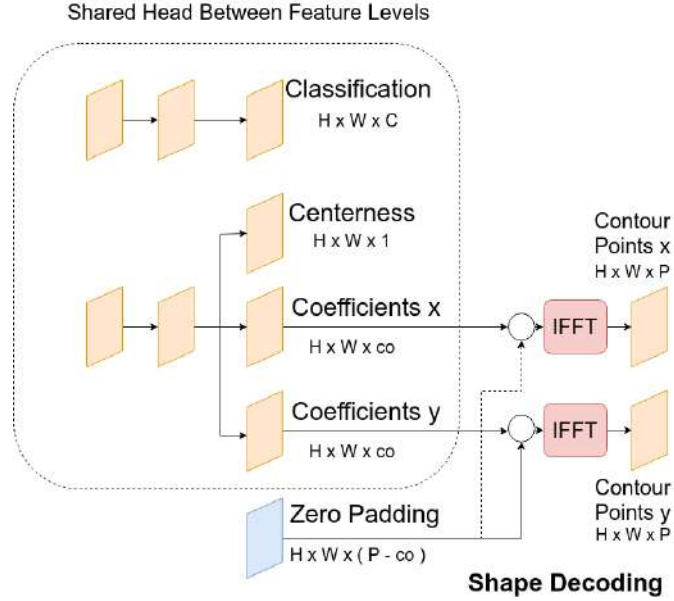 Shared Head Between Feature Levels
Classification
H x W x C
Centerness
H x W x 1
Contour
Points x
H x W x P
Coefficients x
H x W x co
IFFT
Coefficients y
H x W x co
IFFT
Contour
Points y
H x W x P
Zero Padding
H x W x ( P - co )
Shape Decoding